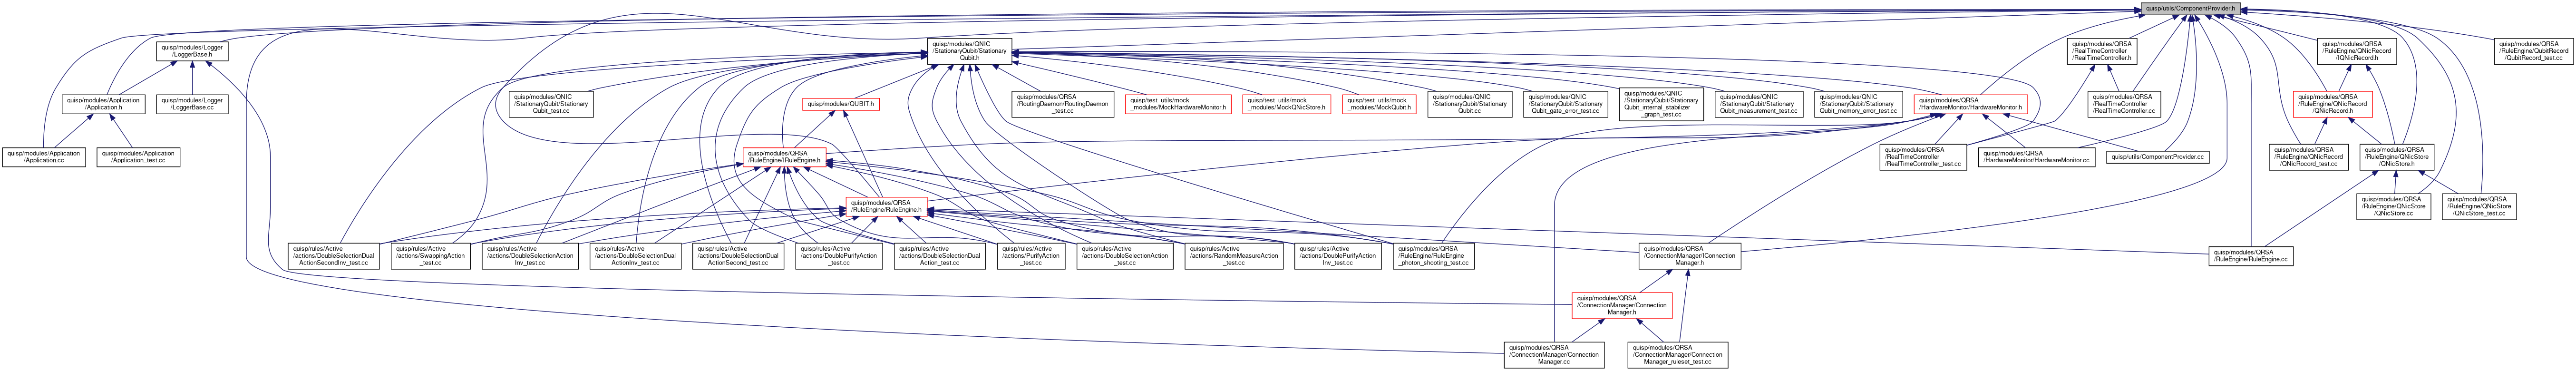 quisp/utils/ComponentProvider.h
quisp/modules/Logger
/LoggerBase.h
quisp/modules/QNIC
/StationaryQubit/Stationary
Qubit.h
quisp/modules/QRSA
/RealTimeController
/RealTimeController.h
quisp/modules/QRSA
/RuleEngine/QNicRecord
/IQNicRecord.h
quisp/modules/QRSA
/RuleEngine/QubitRecord
/QubitRecord_test.cc
quisp/modules/Application
/Application.h
quisp/modules/Logger
/LoggerBase.cc
quisp/modules/QNIC
/StationaryQubit/Stationary
Qubit_test.cc
quisp/modules/QUBIT.h
quisp/modules/QRSA
/RoutingDaemon/RoutingDaemon
_test.cc
quisp/test_utils/mock
_modules/MockHardwareMonitor.h
quisp/test_utils/mock
_modules/MockQNicStore.h
quisp/test_utils/mock
_modules/MockQubit.h
quisp/modules/QNIC
/StationaryQubit/Stationary
Qubit.cc
quisp/modules/QNIC
/StationaryQubit/Stationary
Qubit_gate_error_test.cc
quisp/modules/QNIC
/StationaryQubit/Stationary
Qubit_internal_stabilizer
_graph_test.cc
quisp/modules/QNIC
/StationaryQubit/Stationary
Qubit_measurement_test.cc
quisp/modules/QNIC
/StationaryQubit/Stationary
Qubit_memory_error_test.cc
quisp/modules/QRSA
/HardwareMonitor/HardwareMonitor.h
quisp/modules/QRSA
/RealTimeController
/RealTimeController.cc
quisp/modules/QRSA
/RuleEngine/QNicRecord
/QNicRecord.h
quisp/modules/Application
/Application.cc
quisp/modules/Application
/Application_test.cc
quisp/modules/QRSA
/RuleEngine/IRuleEngine.h
quisp/modules/QRSA
/RealTimeController
/RealTimeController_test.cc
quisp/modules/QRSA
/HardwareMonitor/HardwareMonitor.cc
quisp/utils/ComponentProvider.cc
quisp/modules/QRSA
/RuleEngine/QNicRecord
/QNicRocord_test.cc
quisp/modules/QRSA
/RuleEngine/QNicStore
/QNicStore.h
quisp/modules/QRSA
/RuleEngine/RuleEngine.h
quisp/modules/QRSA
/RuleEngine/QNicStore
/QNicStore.cc
quisp/modules/QRSA
/RuleEngine/QNicStore
/QNicStore_test.cc
quisp/rules/Active
/actions/DoubleSelectionDual
ActionSecondInv_test.cc
quisp/rules/Active
/actions/SwappingAction
_test.cc
quisp/rules/Active
/actions/DoubleSelectionAction
Inv_test.cc
quisp/rules/Active
/actions/DoubleSelectionDual
ActionInv_test.cc
quisp/rules/Active
/actions/DoubleSelectionDual
ActionSecond_test.cc
quisp/rules/Active
/actions/DoublePurifyAction
_test.cc
quisp/rules/Active
/actions/DoubleSelectionDual
Action_test.cc
quisp/rules/Active
/actions/PurifyAction
_test.cc
quisp/rules/Active
/actions/DoubleSelectionAction
_test.cc
quisp/rules/Active
/actions/RandomMeasureAction
_test.cc
quisp/rules/Active
/actions/DoublePurifyAction
Inv_test.cc
quisp/modules/QRSA
/RuleEngine/RuleEngine
_photon_shooting_test.cc
quisp/modules/QRSA
/ConnectionManager/IConnection
Manager.h
quisp/modules/QRSA
/RuleEngine/RuleEngine.cc
quisp/modules/QRSA
/ConnectionManager/Connection
Manager.h
quisp/modules/QRSA
/ConnectionManager/Connection
Manager.cc
quisp/modules/QRSA
/ConnectionManager/Connection
Manager_ruleset_test.cc